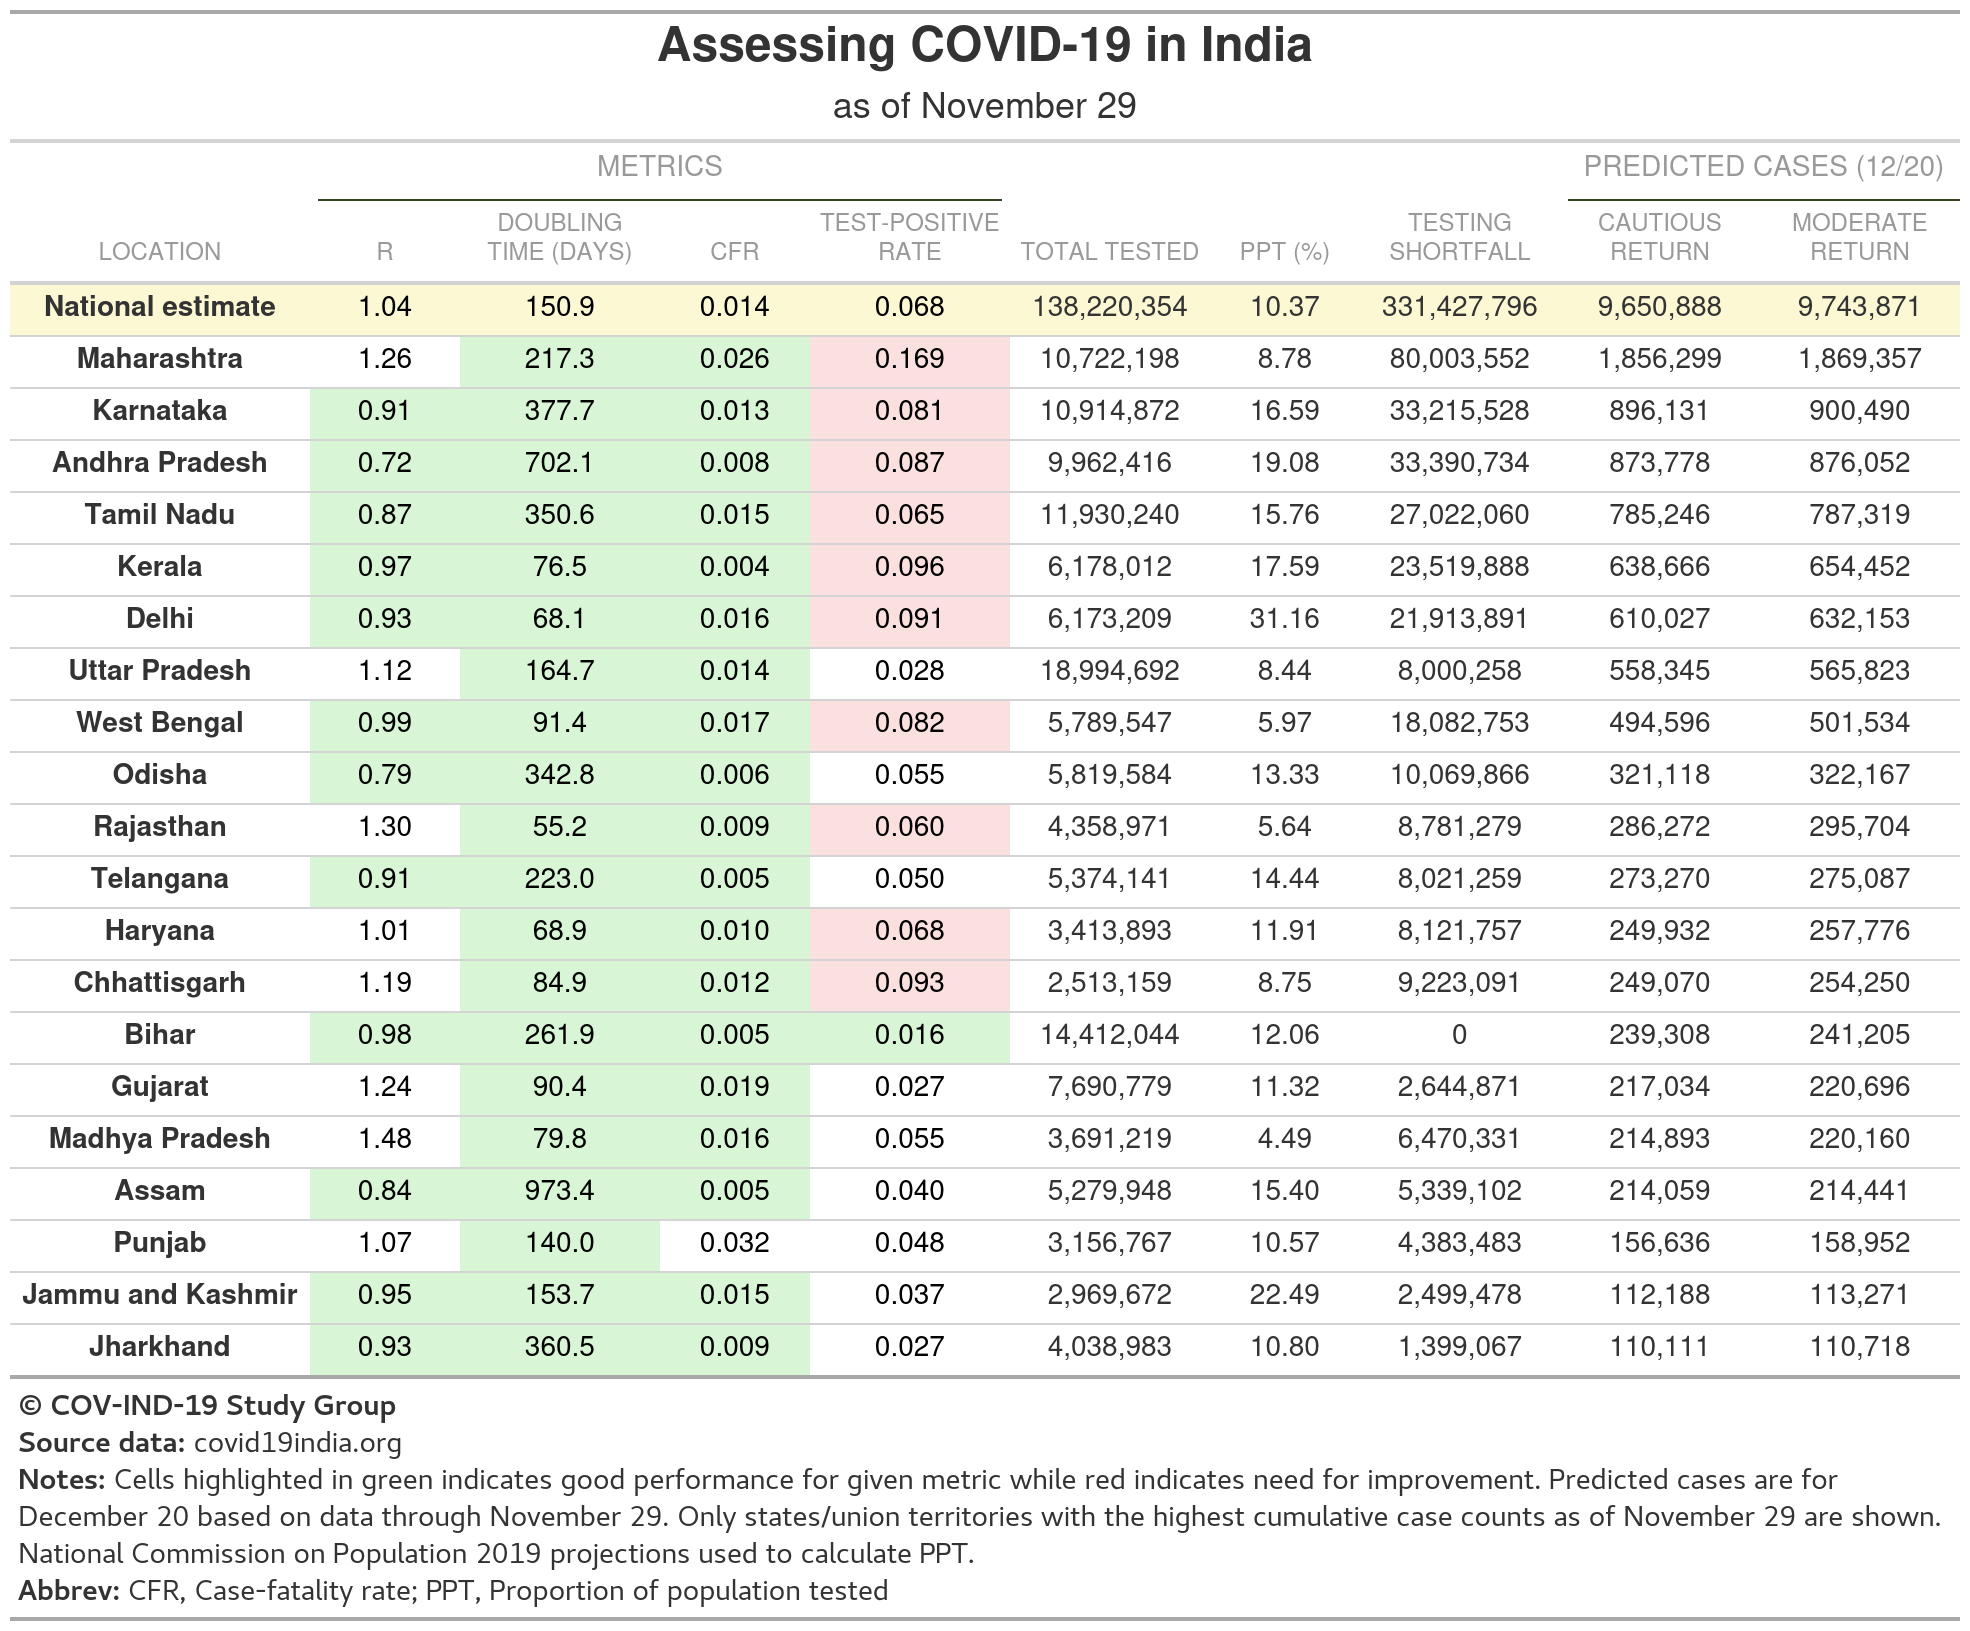 Assessing COVID-19 in India
as of November 29
METRICS PREDICTED CASES (12/20)
LOCATION R DOUBLING TIME (DAYS) CFR TEST-POSITIVE RATE TOTAL TESTED PPT (%) TESTING SHORTFALL CAUTIOUS RETURN MODERATE RETURN
National estimate 1.04 150.9 0.014 0.068 138,220,354 10.37 331,427,796 9,650,888 9,743,871
Maharashtra 1.26 217.3 0.026 0.169 10,722,198 8.78 80,003,552 1,856,299 1,869,357
Karnataka 0.91 377.7 0.013 0.081 10,914,872 16.59 33,215,528 896,131 900,490
Andhra Pradesh 0.72 702.1 0.008 0.087 9,962,416 19.08 33,390,734 873,778 876,052
Tamil Nadu 0.87 350.6 0.015 0.065 11,930,240 15.76 27,022,060 785,246 787,319
Kerala 0.97 76.5 0.004 0.096 6,178,012 17.59 23,519,888 638,666 654,452
Delhi 0.93 68.1 0.016 0.091 6,173,209 31.16 21,913,891 610,027 632,153
Uttar Pradesh 1.12 164.7 0.014 0.028 18,994,692 8.44 8,000,258 558,345 565,823
West Bengal 0.99 91.4 0.017 0.082 5,789,547 5.97 18,082,753 494,596 501,534
Odisha 0.79 342.8 0.006 0.055 5,819,584 13.33 10,069,866 321,118 322,167
Rajasthan 1.30 55.2 0.009 0.060 4,358,971 5.64 8,781,279 286,272 295,704
Telangana 0.91 223.0 0.005 0.050 5,374,141 14.44 8,021,259 273,270 275,087
Haryana 1.01 68.9 0.010 0.068 3,413,893 11.91 8,121,757 249,932 257,776
Chhattisgarh 1.19 84.9 0.012 0.093 2,513,159 8.75 9,223,091 249,070 254,250
Bihar 0.98 261.9 0.005 0.016 14,412,044 12.06 0 239,308 241,205
Gujarat 1.24 90.4 0.019 0.027 7,690,779 11.32 2,644,871 217,034 220,696
Madhya Pradesh 1.48 79.8 0.016 0.055 3,691,219 4.49 6,470,331 214,893 220,160
Assam 0.84 973.4 0.005 0.040 5,279,948 15.40 5,339,102 214,059 214,441
Punjab 1.07 140.0 0.032 0.048 3,156,767 10.57 4,383,483 156,636 158,952
Jammu and Kashmir 0.95 153.7 0.015 0.037 2,969,672 22.49 2,499,478 112,188 113,271
Jharkhand 0.93 360.5 0.009 0.027 4,038,983 10.80 1,399,067 110,111 110,718
© COV-IND-19 Study Group
Source data: covid19india.org
Notes: Cells highlighted in green indicates good performance for given metric while red indicates need for improvement. Predicted cases are for
December 20 based on data through November 29. Only states/union territories with the highest cumulative case counts as of November 29 are shown.
National Commission on Population 2019 projections used to calculate PPT.
Abbrev: CFR, Case-fatality rate; PPT, Proportion of population tested